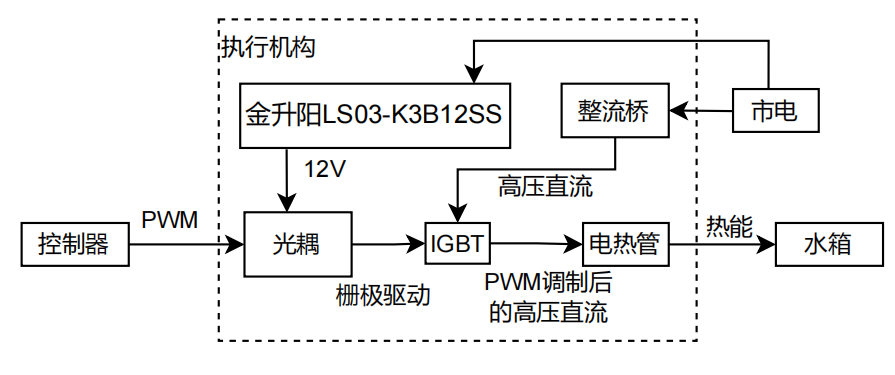 执行机构
金升阳LS03-K3B12SS
整流桥
市电
12V
高压直流
PWM
控制器
光耦
IGBT
电热管
热能
水箱
栅极驱动
PWM调制后
的高压直流